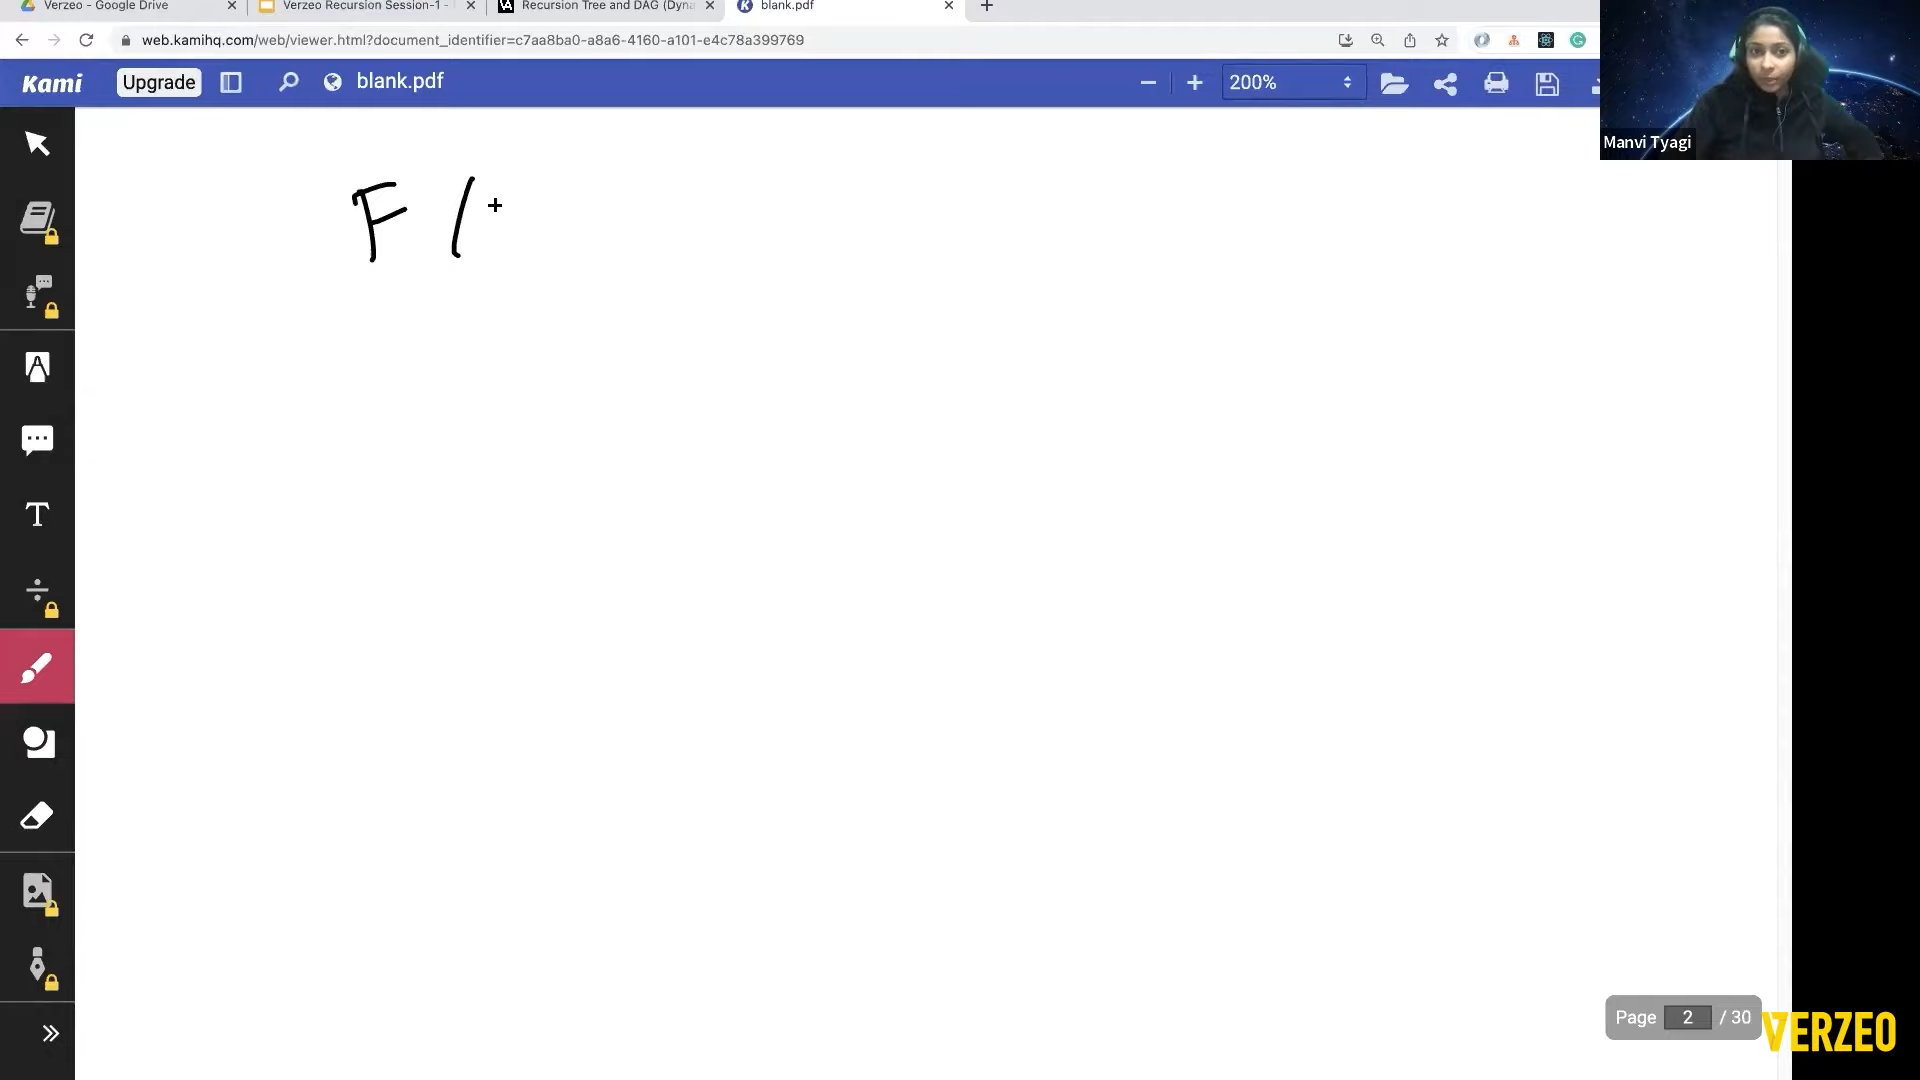 Verzeo - Google Drive
Verzeo Recursion Session-1 -
Recursion Tree and DAG (Dyna
blank.pdf
web.kamihq.com/web/viewer.html?document_identifier=c7aa8ba0-a8a6-4160-a101-e4c78a399769
Kami
Upgrade
blank.pdf
200%
Manvi Tyagi
F (
T
Page 2 / 30
VERZEO